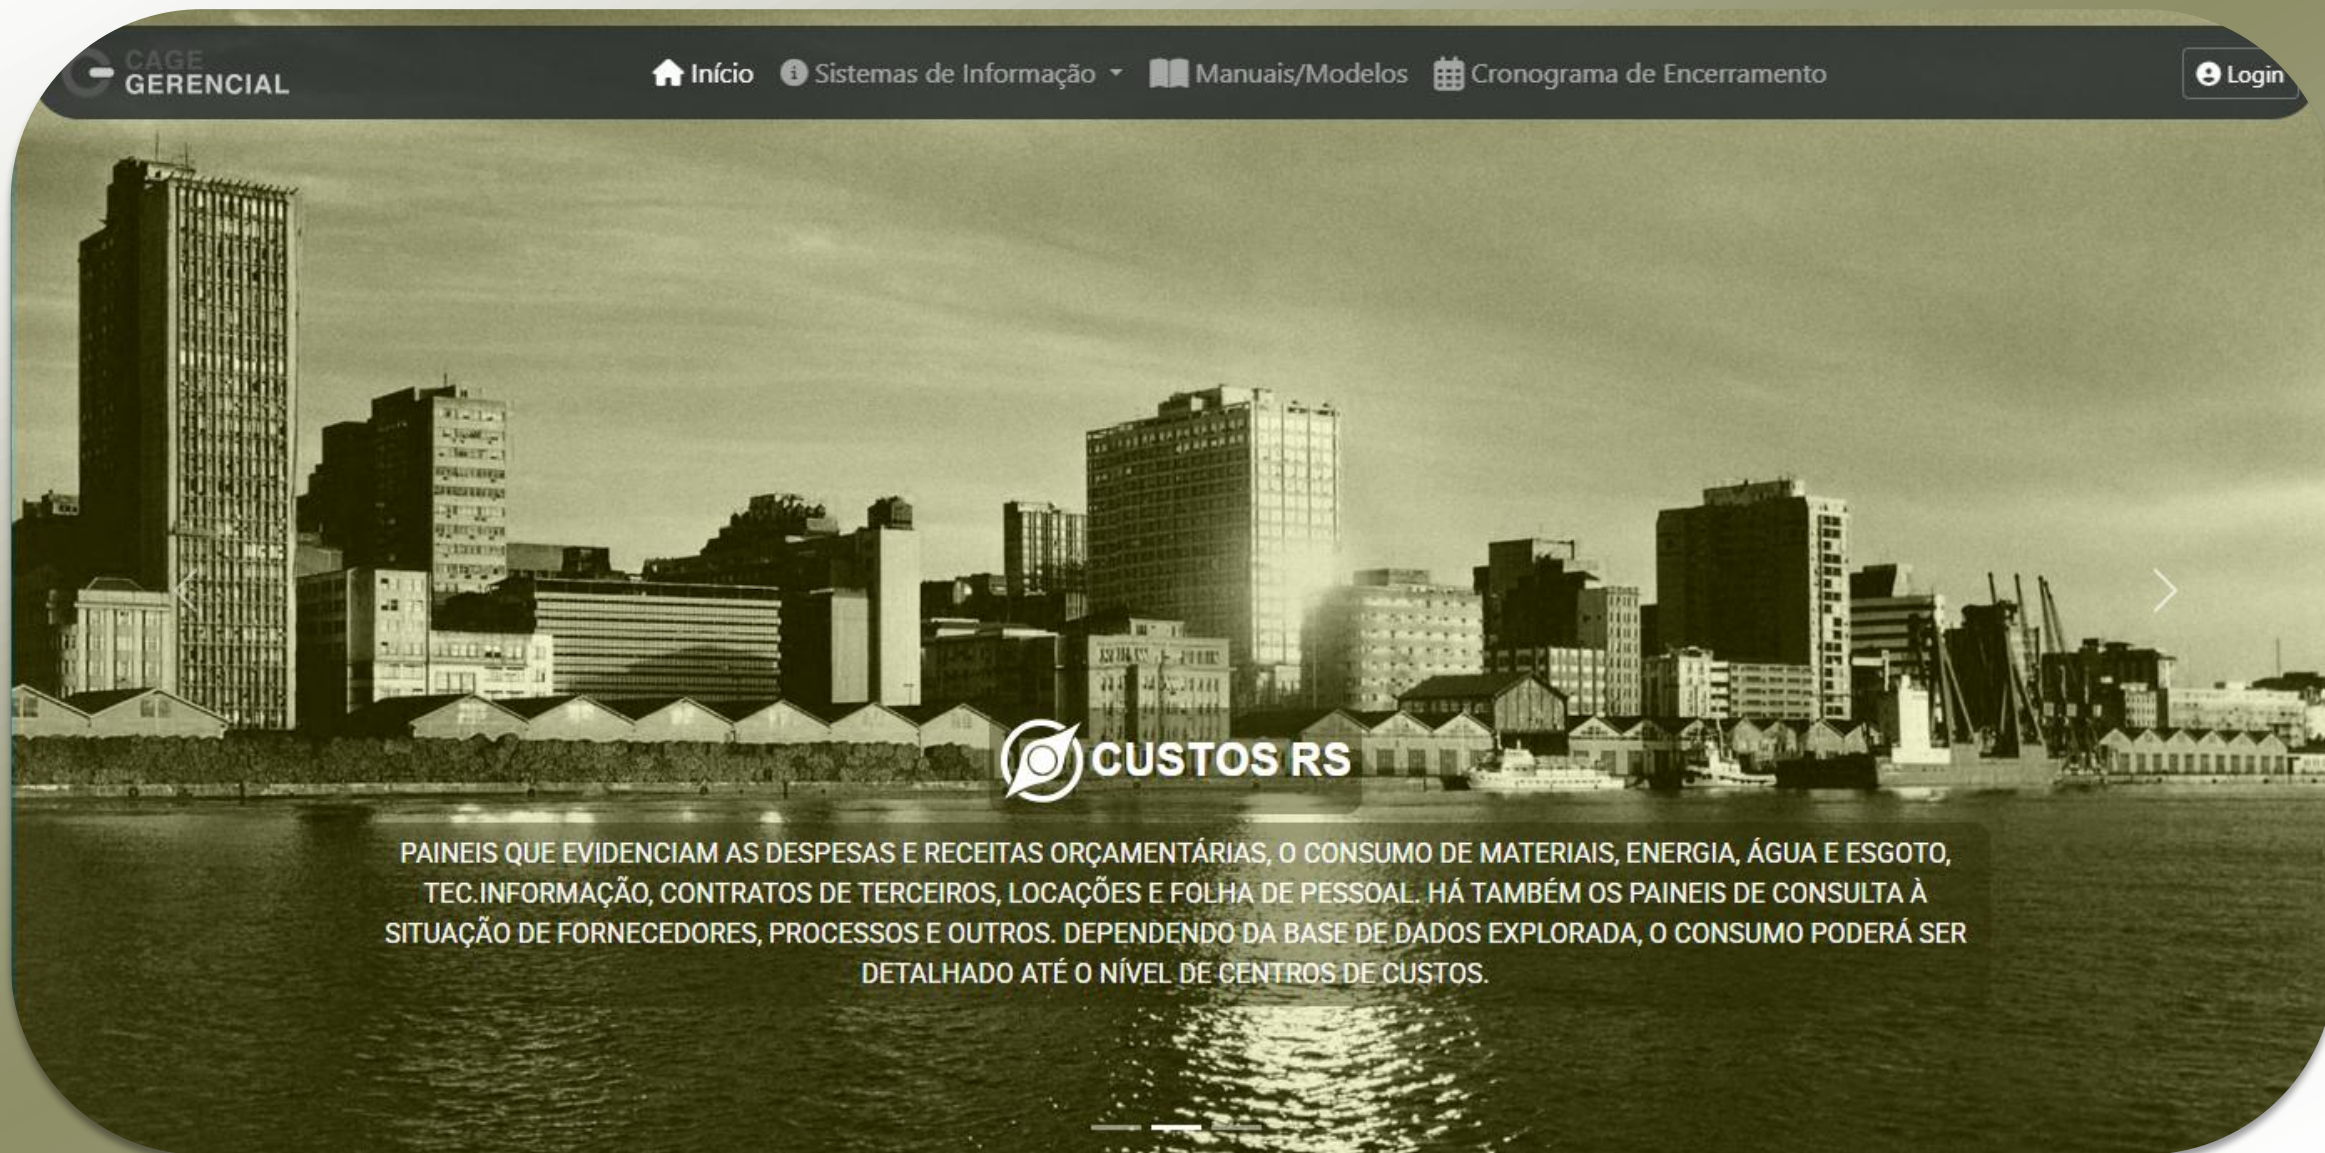 CAGE
GERENCIAL
Início
Sistemas de Informação
Manuais/Modelos
Cronograma de Encerramento
Login
CUSTOS RS
PAINEIS QUE EVIDENCIAM AS DESPESAS E RECEITAS ORÇAMENTÁRIAS, O CONSUMO DE MATERIAIS, ENERGIA, ÁGUA E ESGOTO,
TEC.INFORMAÇÃO, CONTRATOS DE TERCEIROS, LOCAÇÕES E FOLHA DE PESSOAL. HÁ TAMBÉM OS PAINEIS DE CONSULTA À
SITUAÇÃO DE FORNECEDORES, PROCESSOS E OUTROS. DEPENDENDO DA BASE DE DADOS EXPLORADA, O CONSUMO PODERÁ SER
DETALHADO ATÉ O NÍVEL DE CENTROS DE CUSTOS.